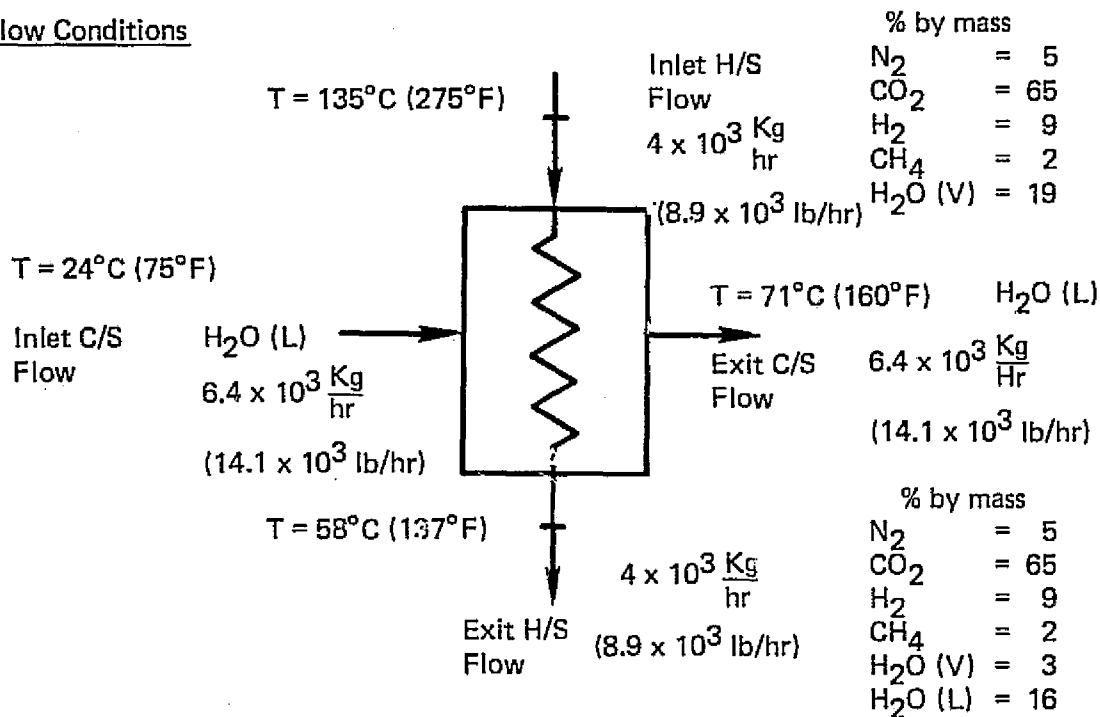 low Conditions
T = 135°C (275°F)
Inlet H/S
Flow
4 x 10³ Kg
hr
(8.9 x 10³ lb/hr)
% by mass
N₂ = 5
CO₂ = 65
H₂ = 9
CH₄ = 2
H₂O (V) = 19
T = 24°C (75°F)
Inlet C/S
Flow
H₂O (L)
6.4 x 10³ Kg
hr
(14.1 x 10³ lb/hr)
T = 71°C (160°F)
H₂O (L)
Exit C/S
Flow
6.4 x 10³ Kg
Hr
(14.1 x 10³ lb/hr)
T = 58°C (137°F)
Exit H/S
Flow
4 x 10³ Kg
hr
(8.9 x 10³ lb/hr)
% by mass
N₂ = 5
CO₂ = 65
H₂ = 9
CH₄ = 2
H₂O (V) = 3
H₂O (L) = 16